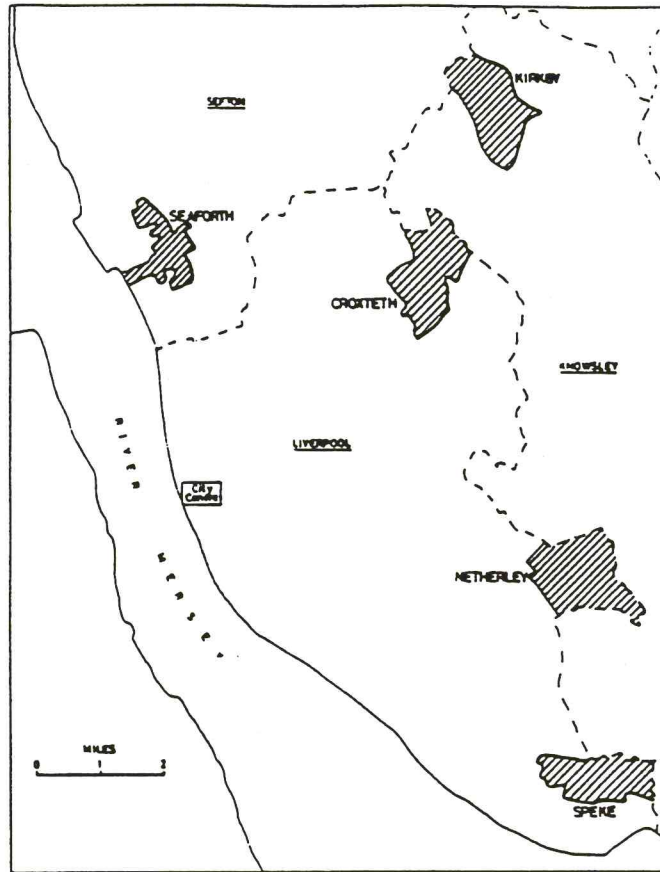 KIRKBY
SEFTON
SEAFORTH
CROXTETH
KNOWSLEY
LIVERPOOL
RIVER
City
Centre
MERSEY
NETHERLEY
MILES
0 1 2
SPEKE